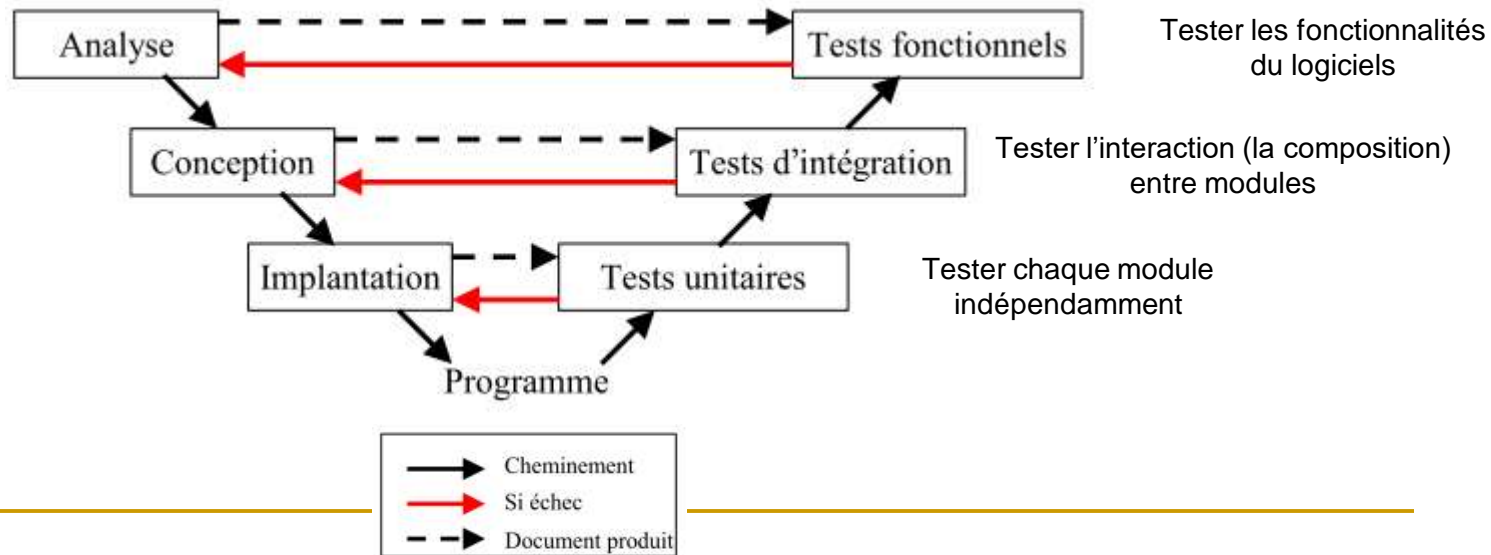 Analyse
Tests fonctionnels
Tester les fonctionnalités
du logiciels
Conception
Tests d'intégration
Tester l’interaction (la composition)
entre modules
Implantation
Tests unitaires
Tester chaque module
indépendamment
Programme
Cheminement
Si échec
Document produit